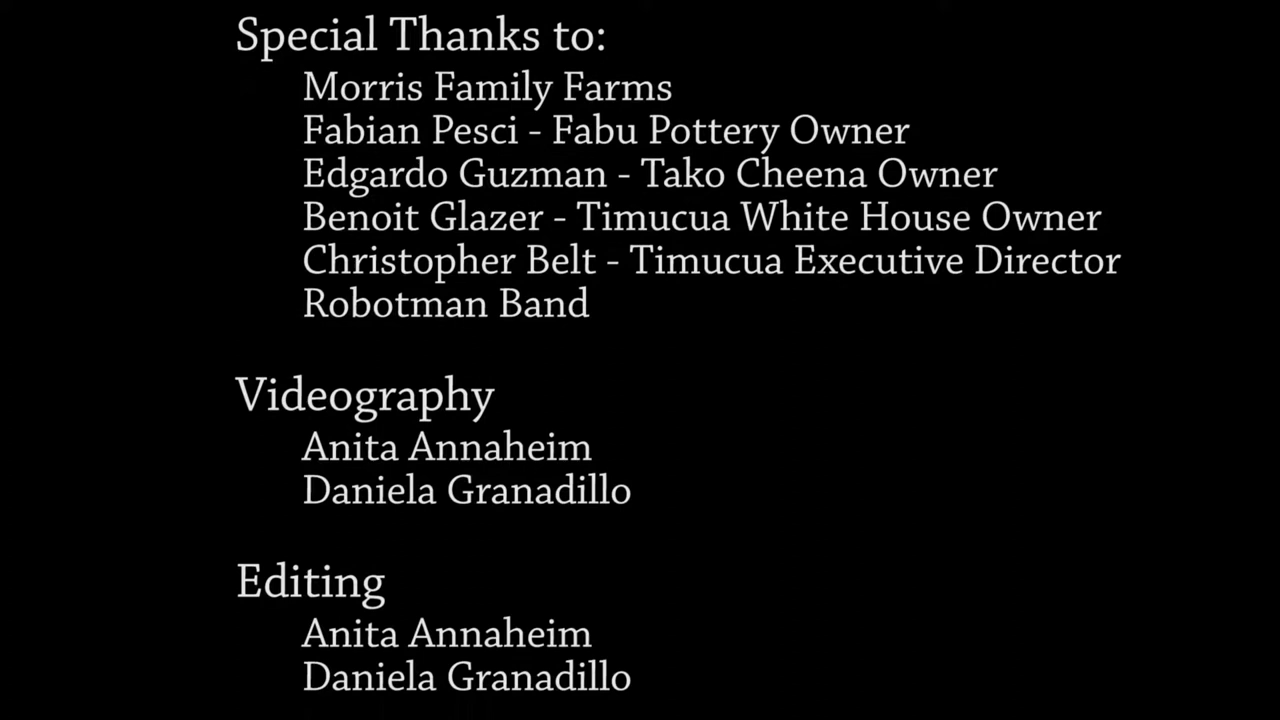 Special Thanks to:
Morris Family Farms
Fabian Pesci - Fabu Pottery Owner
Edgardo Guzman - Tako Cheena Owner
Benoit Glazer - Timucua White House Owner
Christopher Belt - Timucua Executive Director
Robotman Band
Videography
Anita Annaheim
Daniela Granadillo
Editing
Anita Annaheim
Daniela Granadillo